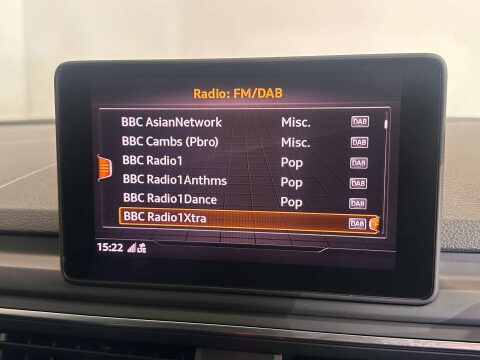 Radio: FM/DAB
BBC AsianNetwork Misc. DAB
BBC Cambs (Pbro) Misc. DAB
BBC Radio1 Pop DAB
BBC Radio1Anthms Pop DAB
BBC Radio1Dance Pop DAB
BBC Radio1Xtra DAB
15:22 LTE